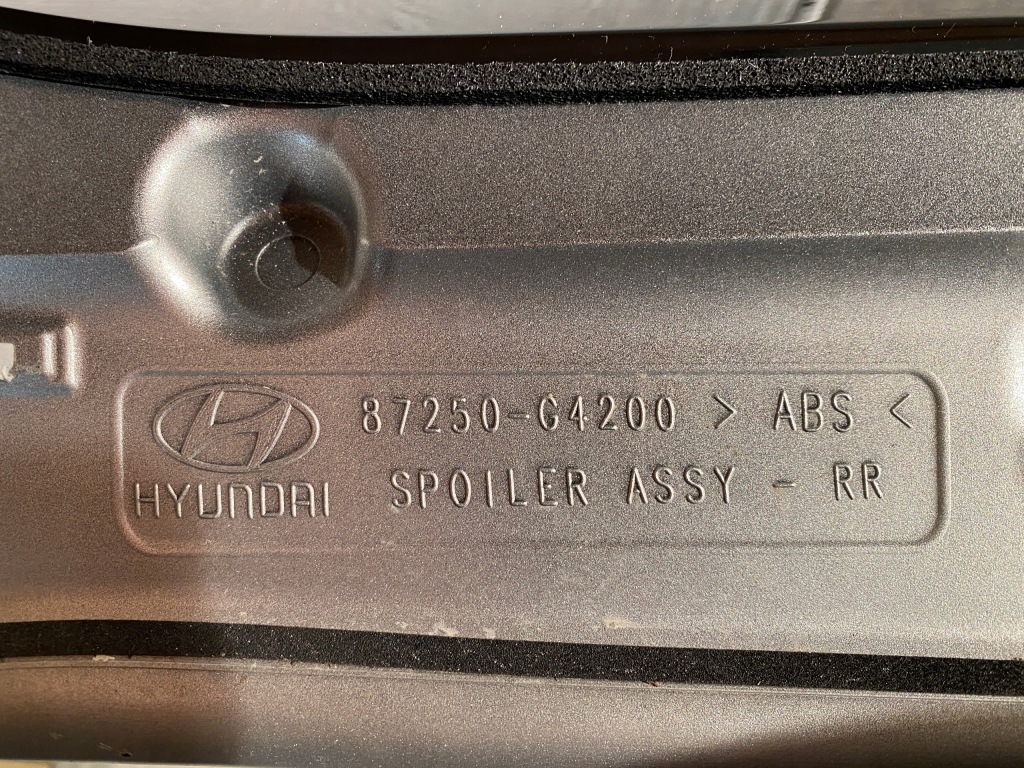 87250-G4200 > ABS <
HYUNDAI SPOILER ASSY - RR